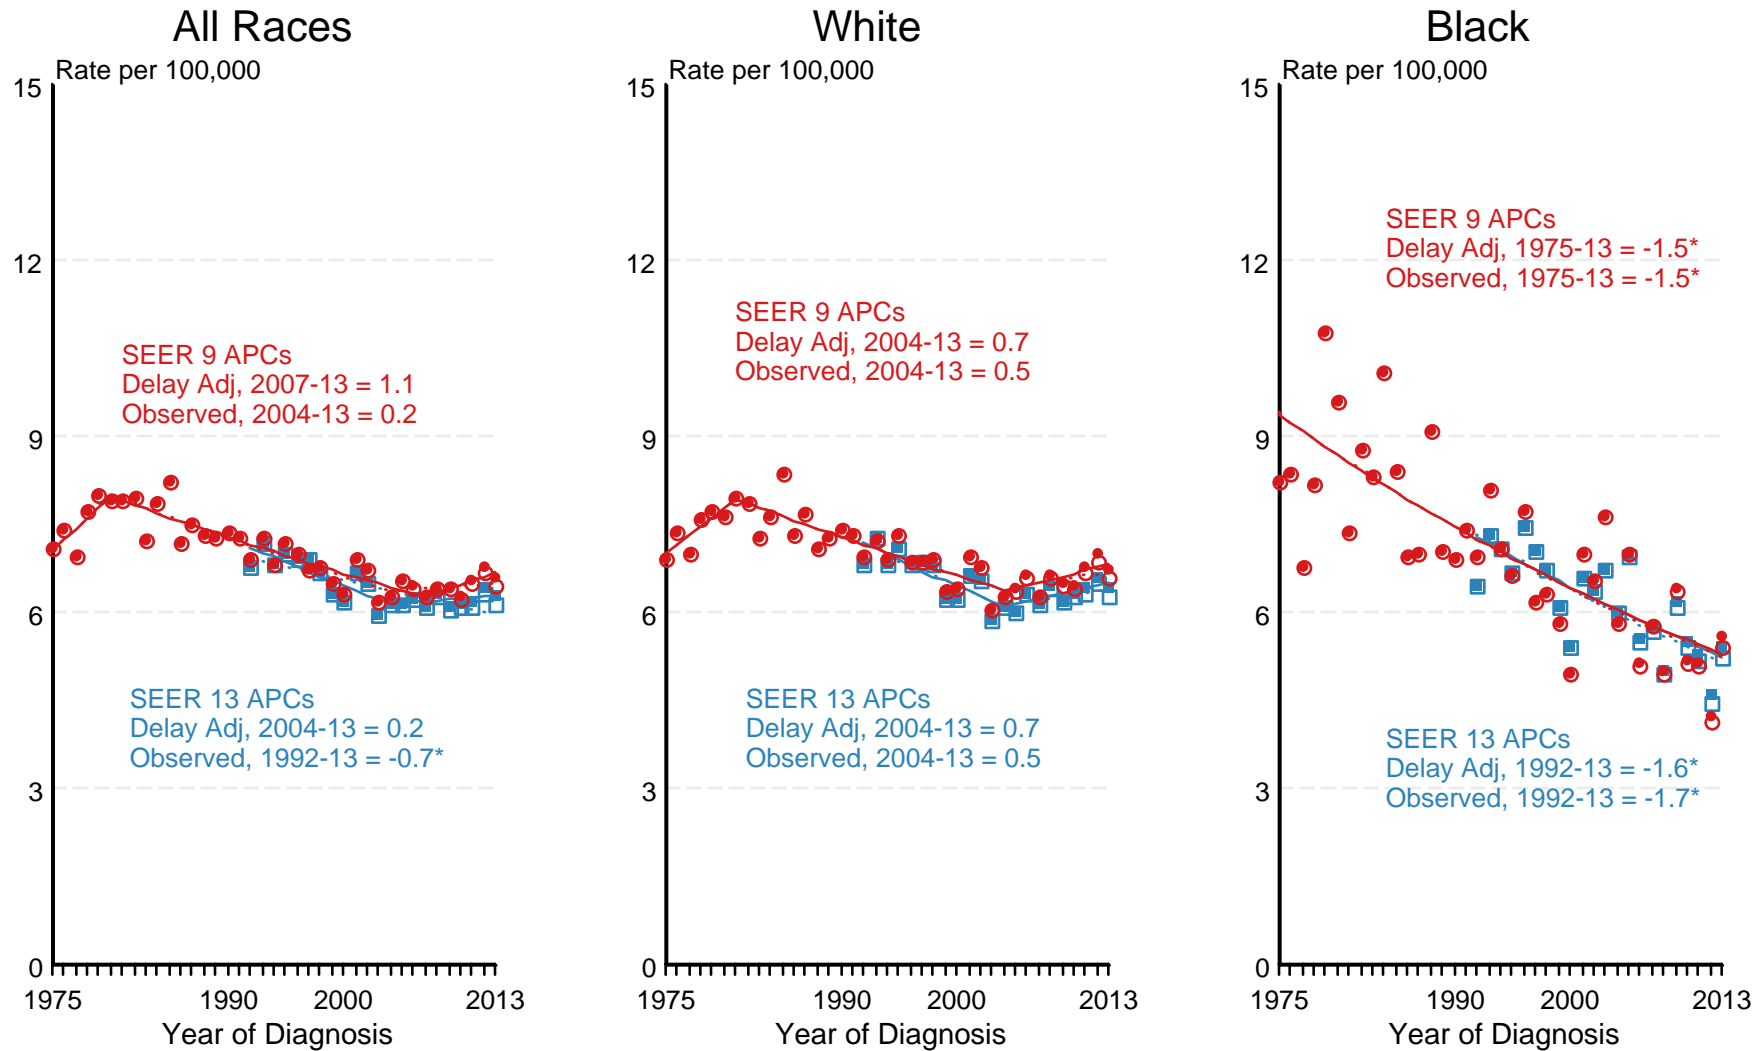 All Races
Rate per 100,000
15
12
9
6
3
0
SEER 9 APCs
Delay Adj, 2007-13 = 1.1
Observed, 2004-13 = 0.2
SEER 13 APCs
Delay Adj, 2004-13 = 0.2
Observed, 1992-13 = -0.7*
1975 1990 2000 2013
Year of Diagnosis
White
Rate per 100,000
15
12
9
6
3
0
SEER 9 APCs
Delay Adj, 2004-13 = 0.7
Observed, 2004-13 = 0.5
SEER 13 APCs
Delay Adj, 2004-13 = 0.7
Observed, 2004-13 = 0.5
1975 1990 2000 2013
Year of Diagnosis
Black
Rate per 100,000
15
12
9
6
3
0
SEER 9 APCs
Delay Adj, 1975-13 = -1.5*
Observed, 1975-13 = -1.5*
SEER 13 APCs
Delay Adj, 1992-13 = -1.6*
Observed, 1992-13 = -1.7*
1975 1990 2000 2013
Year of Diagnosis